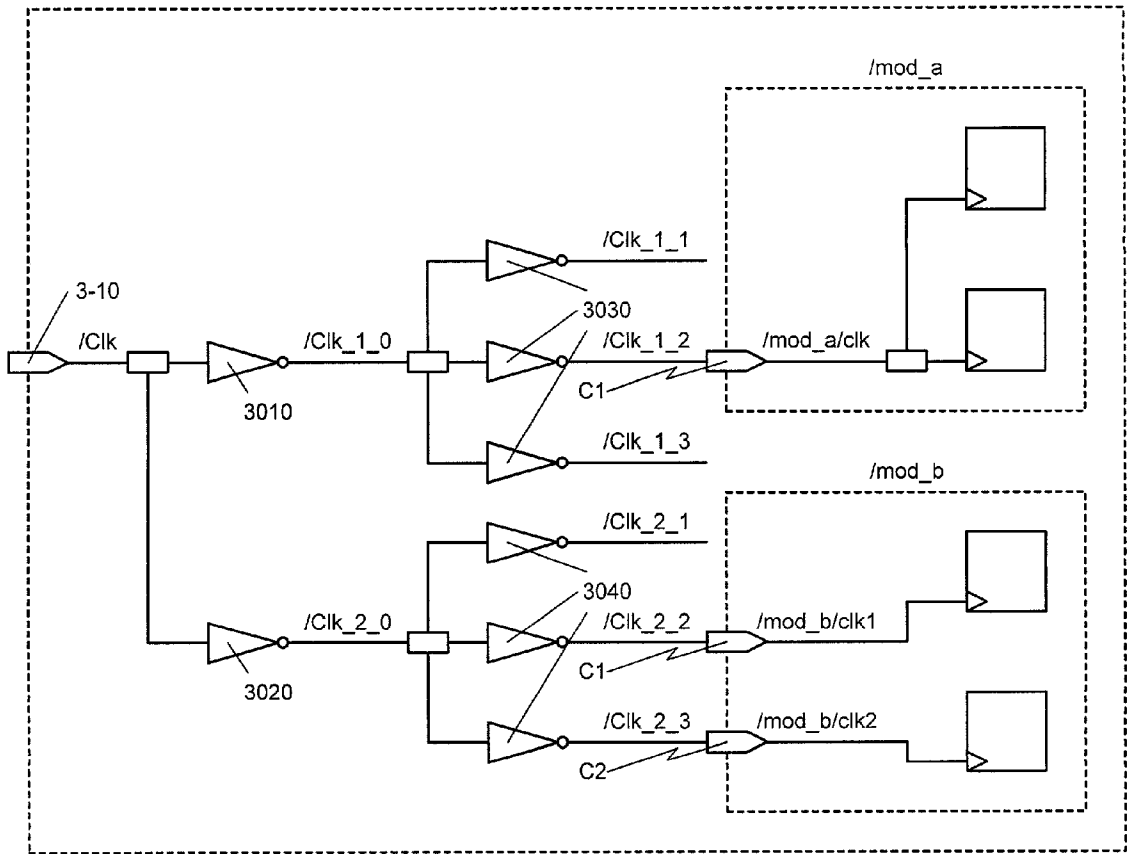 /mod_a
/Clk_1_1
3-10
/Clk
/Clk_1_0
3030
/Clk_1_2
/mod_a/clk
3010
C1
/Clk_1_3
/mod_b
/Clk_2_1
/Clk_2_0
3040
/Clk_2_2
/mod_b/clk1
3020
C1
/Clk_2_3
/mod_b/clk2
C2